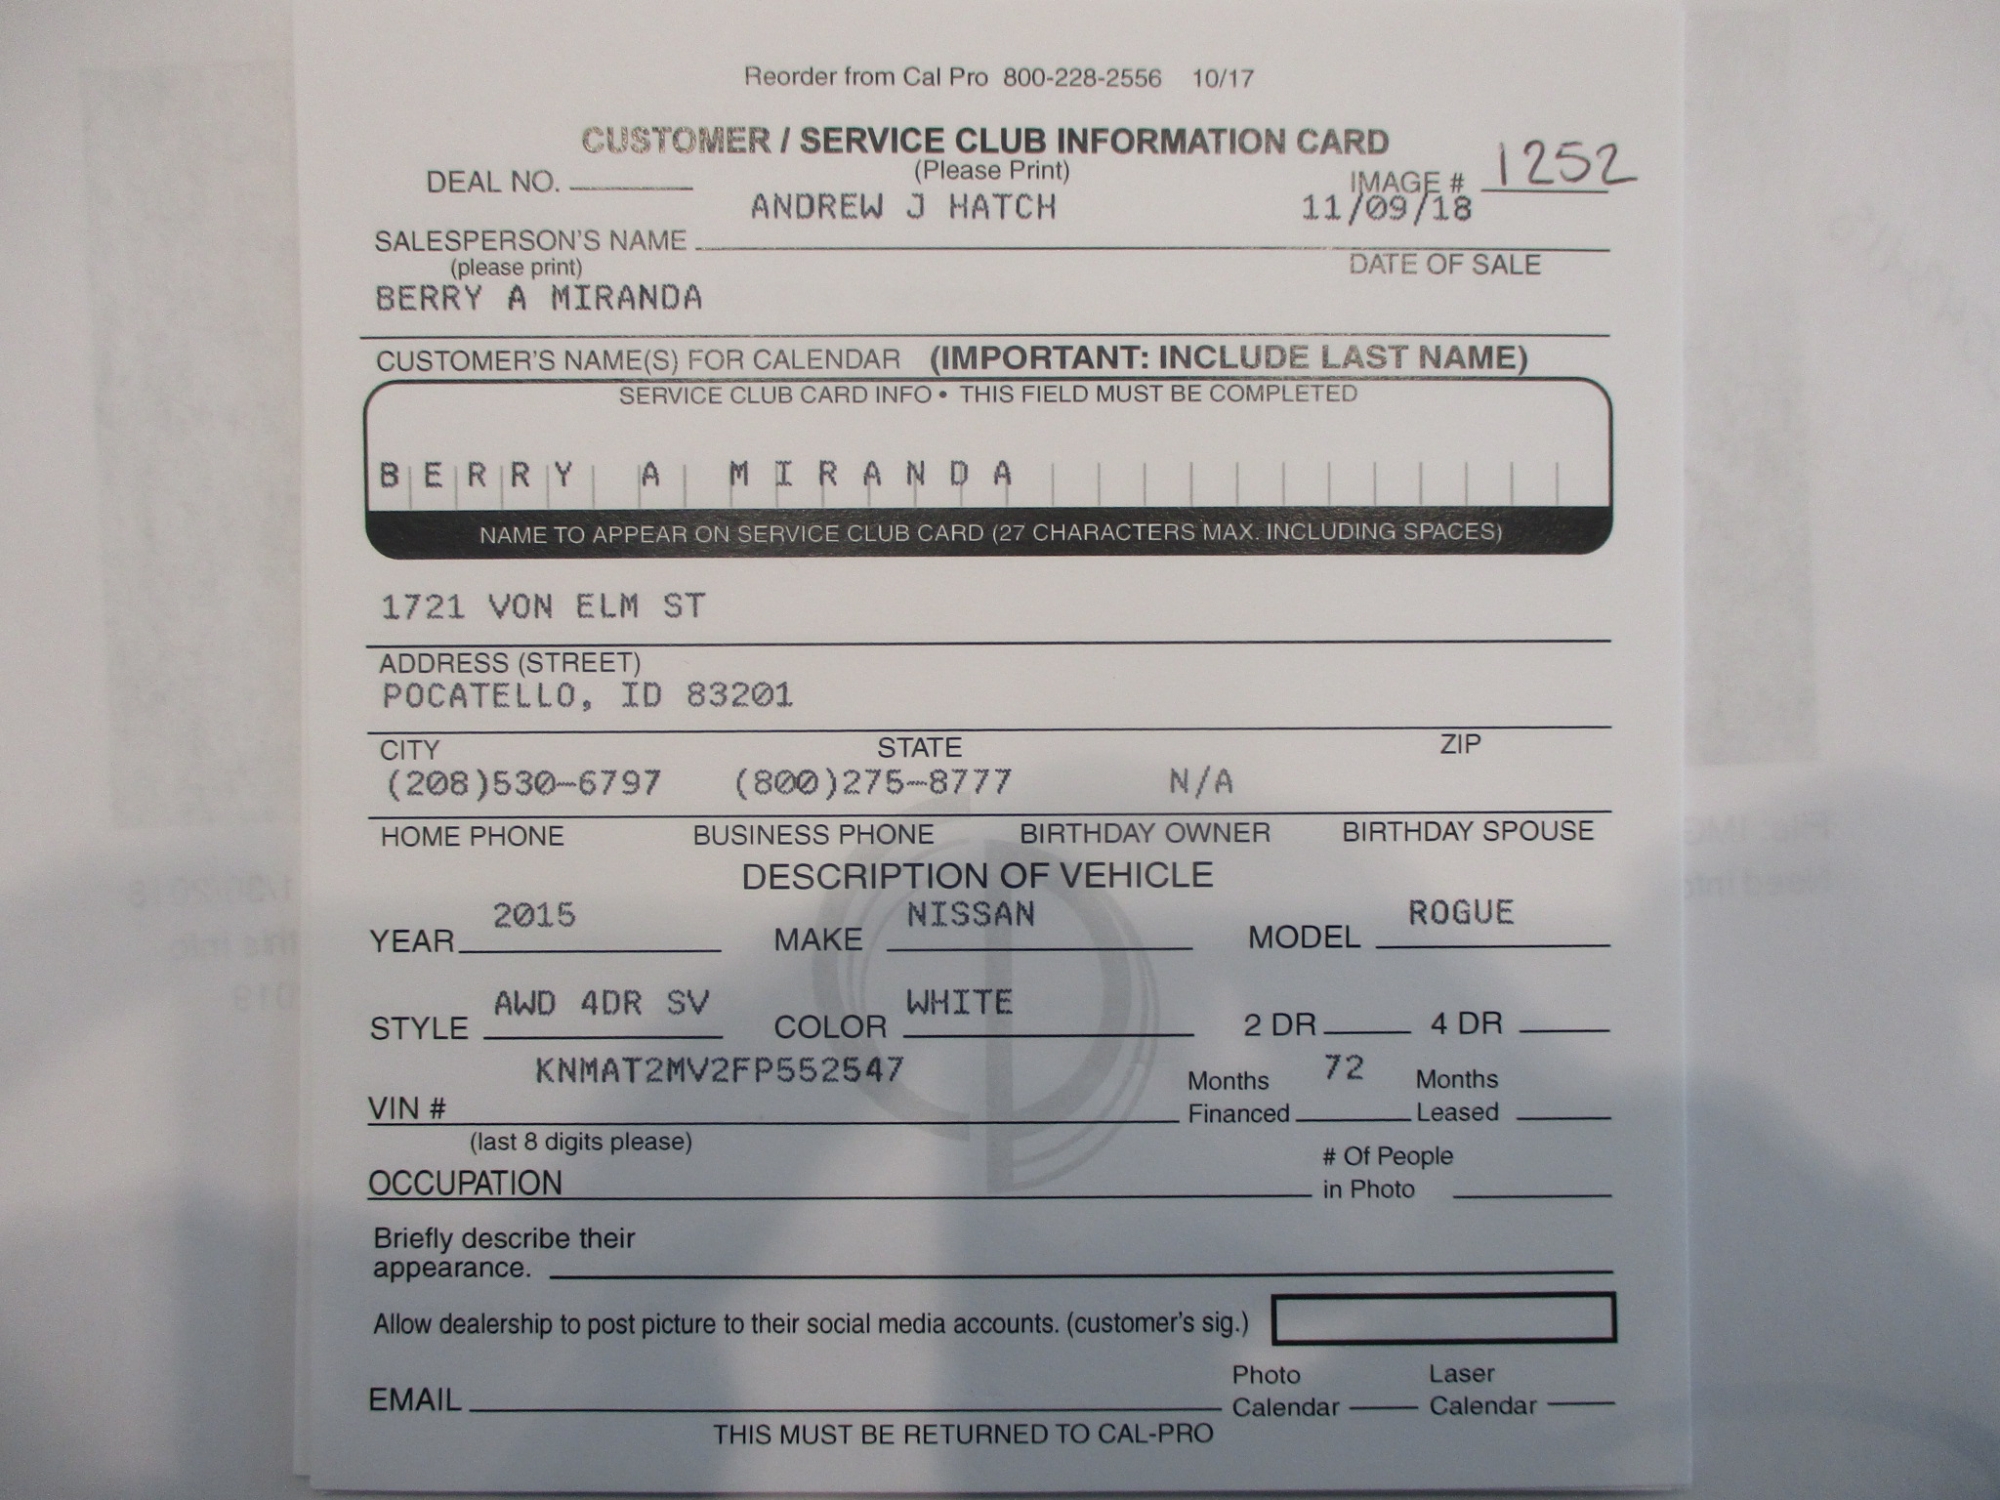 Reorder from Cal Pro 800-228-2556 10/17
CUSTOMER / SERVICE CLUB INFORMATION CARD
(Please Print)
DEAL NO.
IMAGE # 1252
ANDREW J HATCH 11/09/18
SALESPERSON'S NAME
(please print)
DATE OF SALE
BERRY A MIRANDA
CUSTOMER'S NAME(S) FOR CALENDAR (IMPORTANT: INCLUDE LAST NAME)
SERVICE CLUB CARD INFO • THIS FIELD MUST BE COMPLETED
BERRY A MIRANDA
NAME TO APPEAR ON SERVICE CLUB CARD (27 CHARACTERS MAX. INCLUDING SPACES)
1721 VON ELM ST
ADDRESS (STREET)
POCATELLO, ID 83201
CITY STATE ZIP
(208)530-6797 (800)275-8777 N/A
HOME PHONE BUSINESS PHONE BIRTHDAY OWNER BIRTHDAY SPOUSE
DESCRIPTION OF VEHICLE
YEAR 2015 MAKE NISSAN MODEL ROGUE
STYLE AWD 4DR SV COLOR WHITE 2 DR 4 DR
KNMAT2MV2FP552547
VIN #
Months Financed 72 Months Leased
(last 8 digits please)
OCCUPATION
# Of People
in Photo
Briefly describe their
appearance.
Allow dealership to post picture to their social media accounts. (customer's sig.)
EMAIL
Photo Calendar Laser Calendar
THIS MUST BE RETURNED TO CAL-PRO